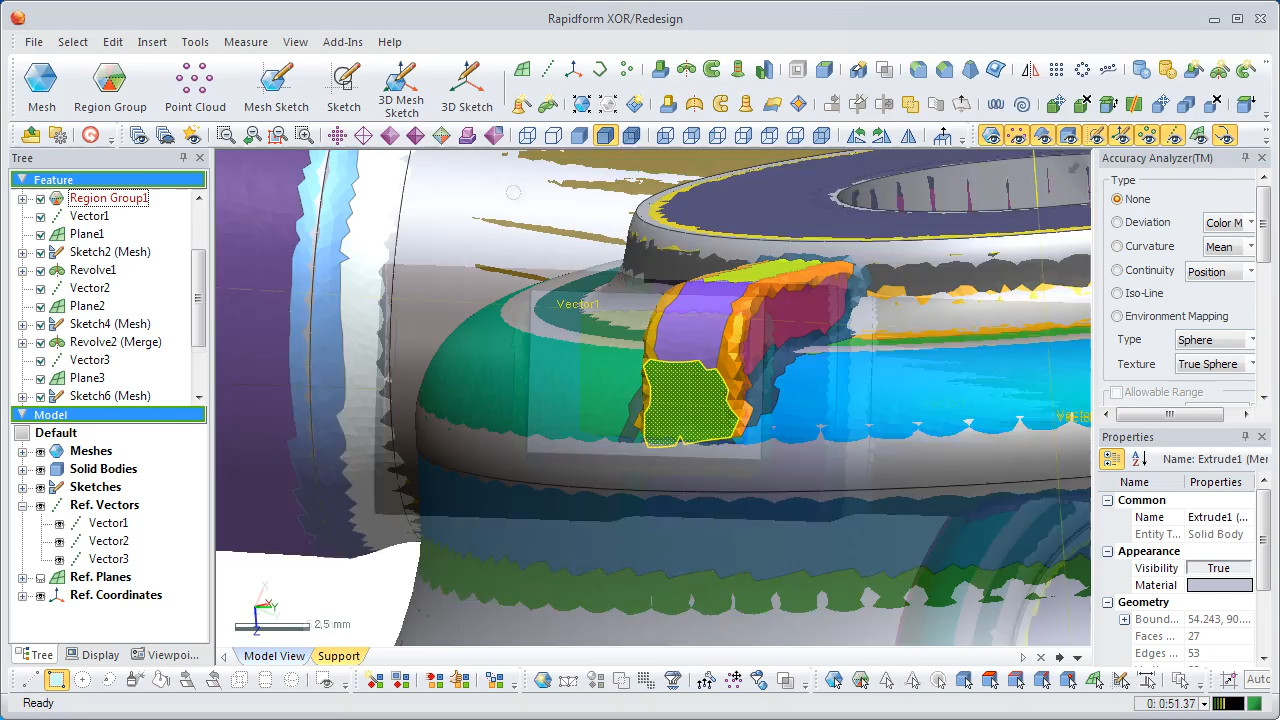 Rapidform XOR/Redesign
File Select Edit Insert Tools Measure View Add-Ins Help
Mesh Region Group Point Cloud Mesh Sketch Sketch 3D Mesh Sketch 3D Sketch
Tree
Feature
Region Group1
Vector1
Plane1
Sketch2 (Mesh)
Revolve1
Vector2
Plane2
Sketch4 (Mesh)
Revolve2 (Merge)
Vector3
Plane3
Sketch6 (Mesh)
Model
Default
Meshes
Solid Bodies
Sketches
Ref. Vectors
Vector1
Vector2
Vector3
Ref. Planes
Ref. Coordinates
Tree Display Viewpoi...
Vector1
X Y
Z
2,5 mm
Model View Support
Accuracy Analyzer(TM)
Type
None
Deviation Color M
Curvature Mean
Continuity Position
Iso-Line
Environment Mapping
Type Sphere
Texture True Sphere
Allowable Range
Properties
Name: Extrude1 (Mer
Name Properties
Common
Name Extrude1 (...
Entity T... Solid Body
Appearance
Visibility True
Material
Geometry
Bound... 54.243, 90....
Faces ... 27
Edges ... 53
Auto
Ready
0: 0:51.37